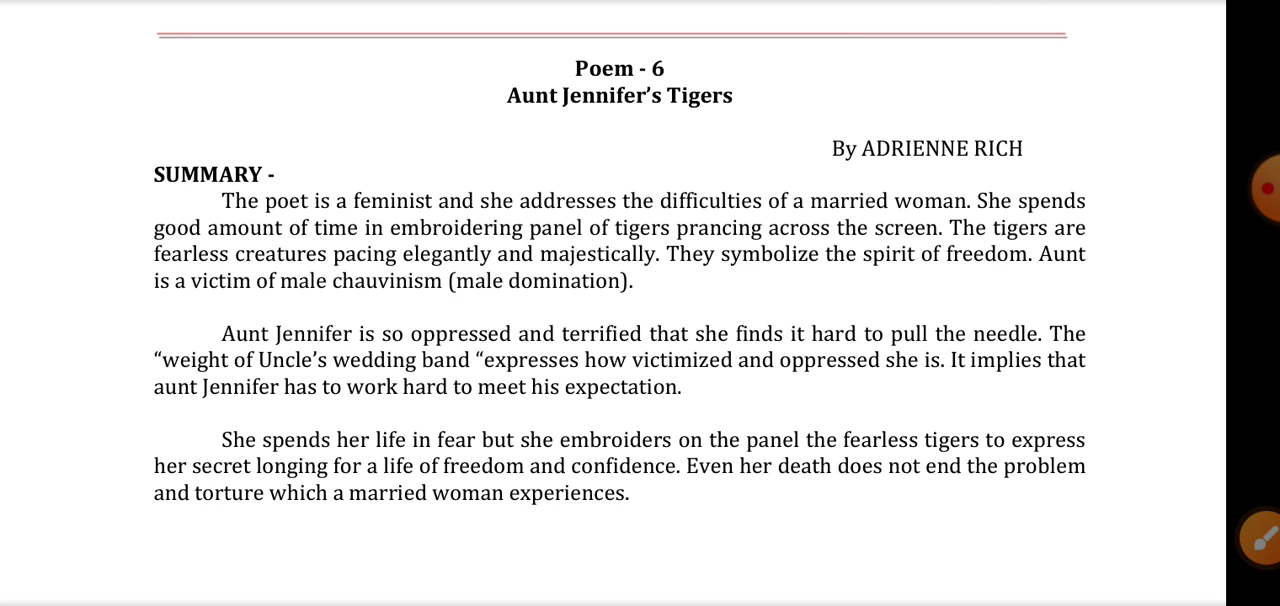 Poem - 6
Aunt Jennifer’s Tigers
By ADRIENNE RICH
SUMMARY -
The poet is a feminist and she addresses the difficulties of a married woman. She spends
good amount of time in embroidering panel of tigers prancing across the screen. The tigers are
fearless creatures pacing elegantly and majestically. They symbolize the spirit of freedom. Aunt
is a victim of male chauvinism (male domination).
Aunt Jennifer is so oppressed and terrified that she finds it hard to pull the needle. The
“weight of Uncle’s wedding band “expresses how victimized and oppressed she is. It implies that
aunt Jennifer has to work hard to meet his expectation.
She spends her life in fear but she embroiders on the panel the fearless tigers to express
her secret longing for a life of freedom and confidence. Even her death does not end the problem
and torture which a married woman experiences.